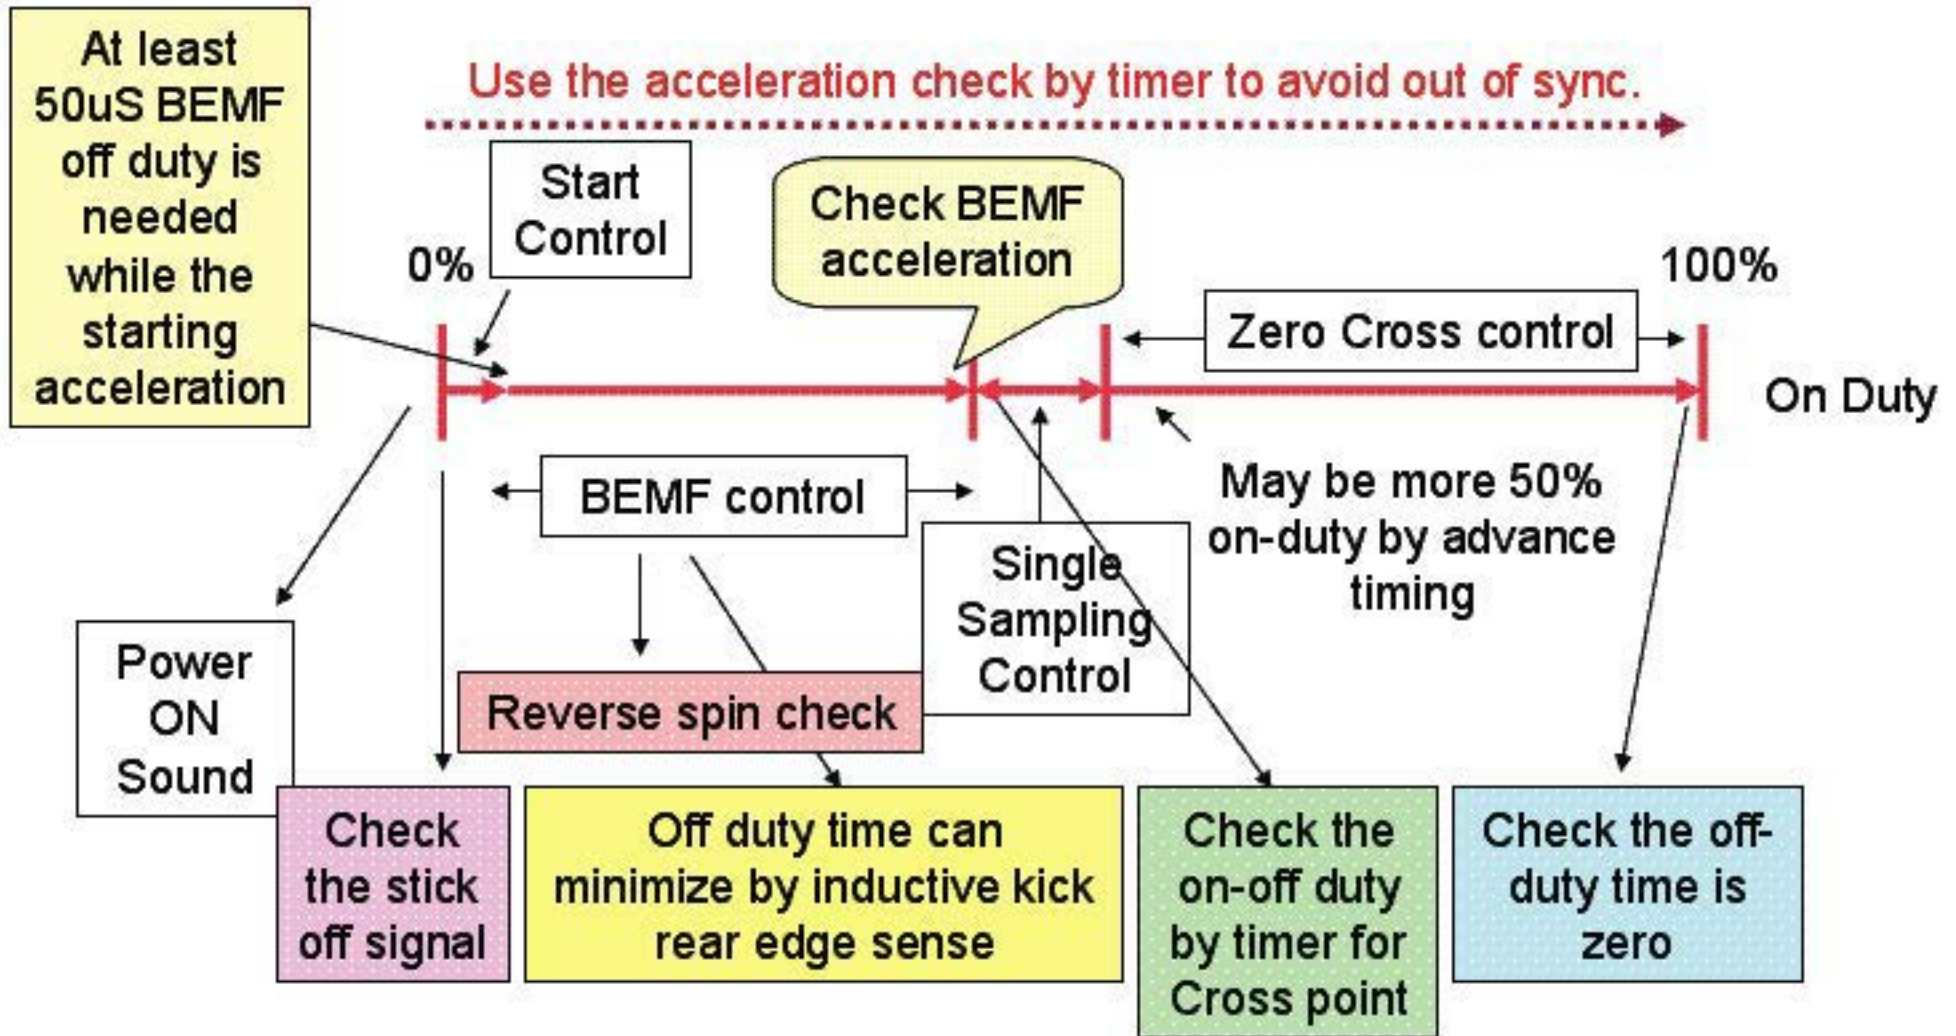 At least
50uS BEMF
off duty is
needed
while the
starting
acceleration
Use the acceleration check by timer to avoid out of sync.
Start
Control
Check BEMF
acceleration
0%
100%
Zero Cross control
On Duty
BEMF control
May be more 50%
on-duty by advance
timing
Single
Sampling
Control
Power
ON
Sound
Reverse spin check
Check
the stick
off signal
Off duty time can
minimize by inductive kick
rear edge sense
Check the
on-off duty
by timer for
Cross point
Check the off-
duty time is
zero